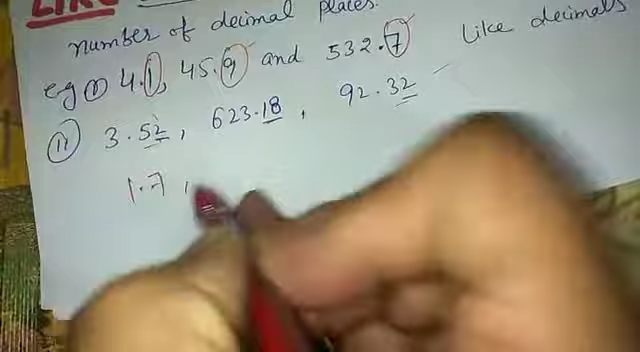 LIKE
number of decimal places.
eg (i) 4.1, 45.9 and 532.7 Like decimals
(ii) 3.52, 623.18, 92.32
1.7,